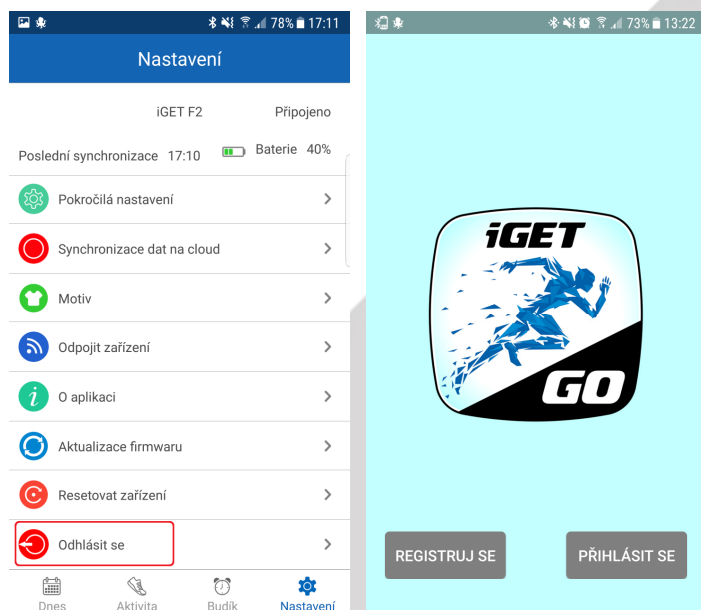 78% 17:11
Nastavení
iGET F2 Připojeno
Poslední synchronizace 17:10 Baterie 40%
Pokročilá nastavení
Synchronizace dat na cloud
Motiv
Odpojit zařízení
O aplikaci
Aktualizace firmwaru
Resetovat zařízení
Odhlásit se
Dnes Aktivita Budík Nastavení
73% 13:22
iGET
GO
REGISTRUJ SE PŘIHLÁSIT SE